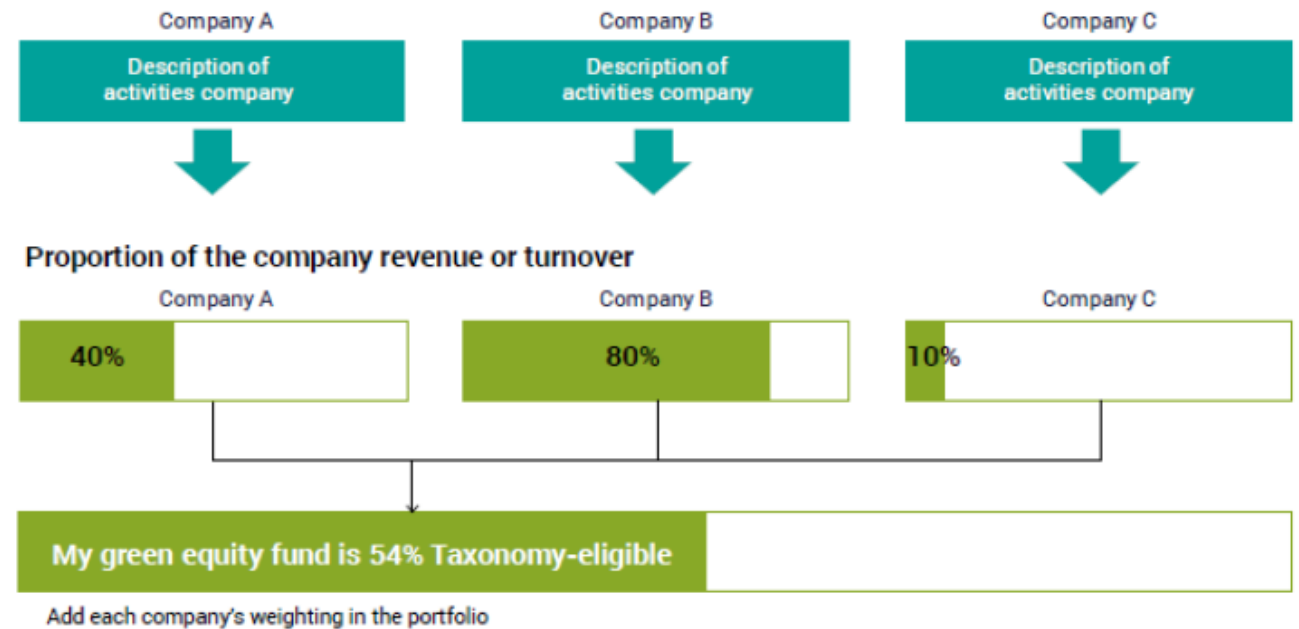 Company A
Company B
Company C
Description of
activities company
Description of
activities company
Description of
activities company
Proportion of the company revenue or turnover
Company A
Company B
Company C
40%
80%
10%
My green equity fund is 54% Taxonomy-eligible
Add each company's weighting in the portfolio